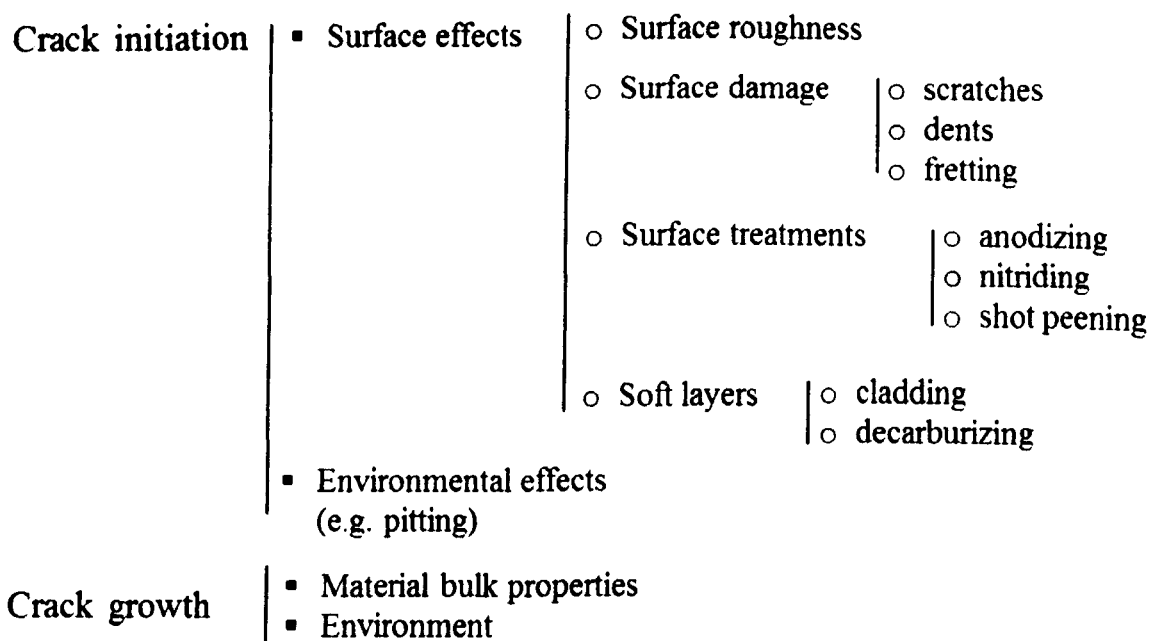 Crack initiation ▪ Surface effects ○ Surface roughness
○ Surface damage ○ scratches
○ dents
○ fretting
○ Surface treatments ○ anodizing
○ nitriding
○ shot peening
○ Soft layers ○ cladding
○ decarburizing
▪ Environmental effects
(e.g. pitting)
Crack growth ▪ Material bulk properties
▪ Environment